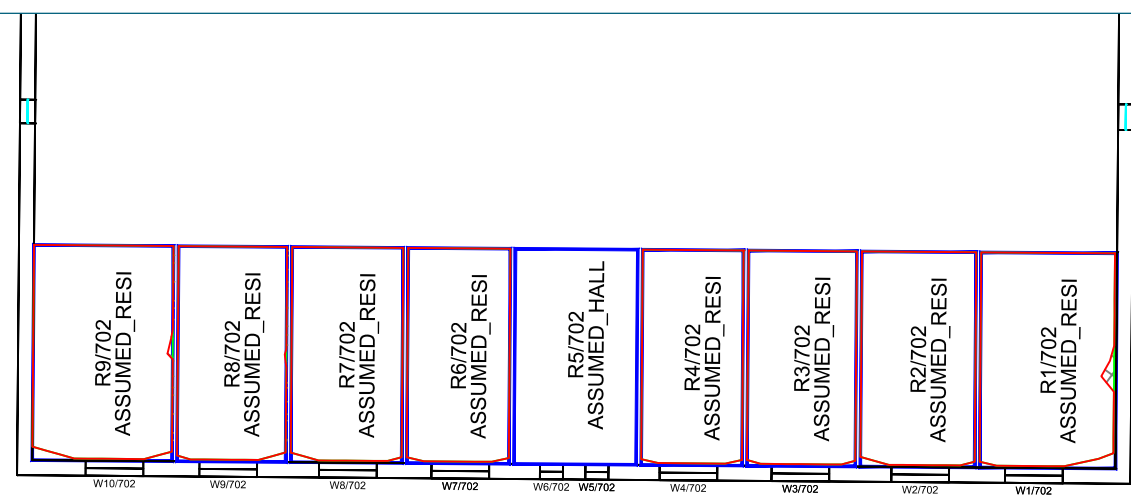 R9/702
ASSUMED_RESI
R8/702
ASSUMED_RESI
R7/702
ASSUMED_RESI
R6/702
ASSUMED_RESI
R5/702
ASSUMED_HALL
R4/702
ASSUMED_RESI
R3/702
ASSUMED_RESI
R2/702
ASSUMED_RESI
R1/702
ASSUMED_RESI
W10/702
W9/702
W8/702
W7/702
W6/702
W5/702
W4/702
W3/702
W2/702
W1/702